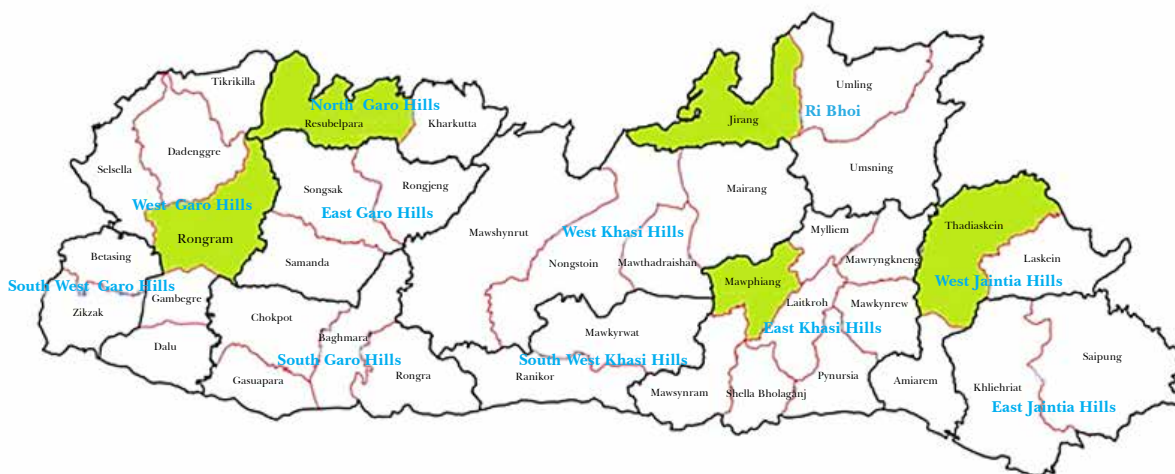 Tikrikilla
North Garo Hills
Resubelpara
Kharkutta
Dadenggre
Selsella
Songsak
Rongjeng
West Garo Hills
East Garo Hills
Rongram
Betasing
Samanda
South West Garo Hills
Gambegre
Zikzak
Chokpot
Dalu
Baghmara
South Garo Hills
Gasuapara
Rongra
Umling
Ri Bhoi
Jirang
Umsning
Mairang
Mawshynrut
West Khasi Hills
Nongstoin
Mawthadraishan
Mylliem
Mawryngkneng
Mawphlang
Laitkroh
Mawkynrew
East Khasi Hills
Mawkyrwat
South West Khasi Hills
Ranikor
Mawsynram
Shella Bholaganj
Pynursia
Amiarem
Thadiaskein
Laskein
West Jaintia Hills
Saipung
Khliehriat
East Jaintia Hills